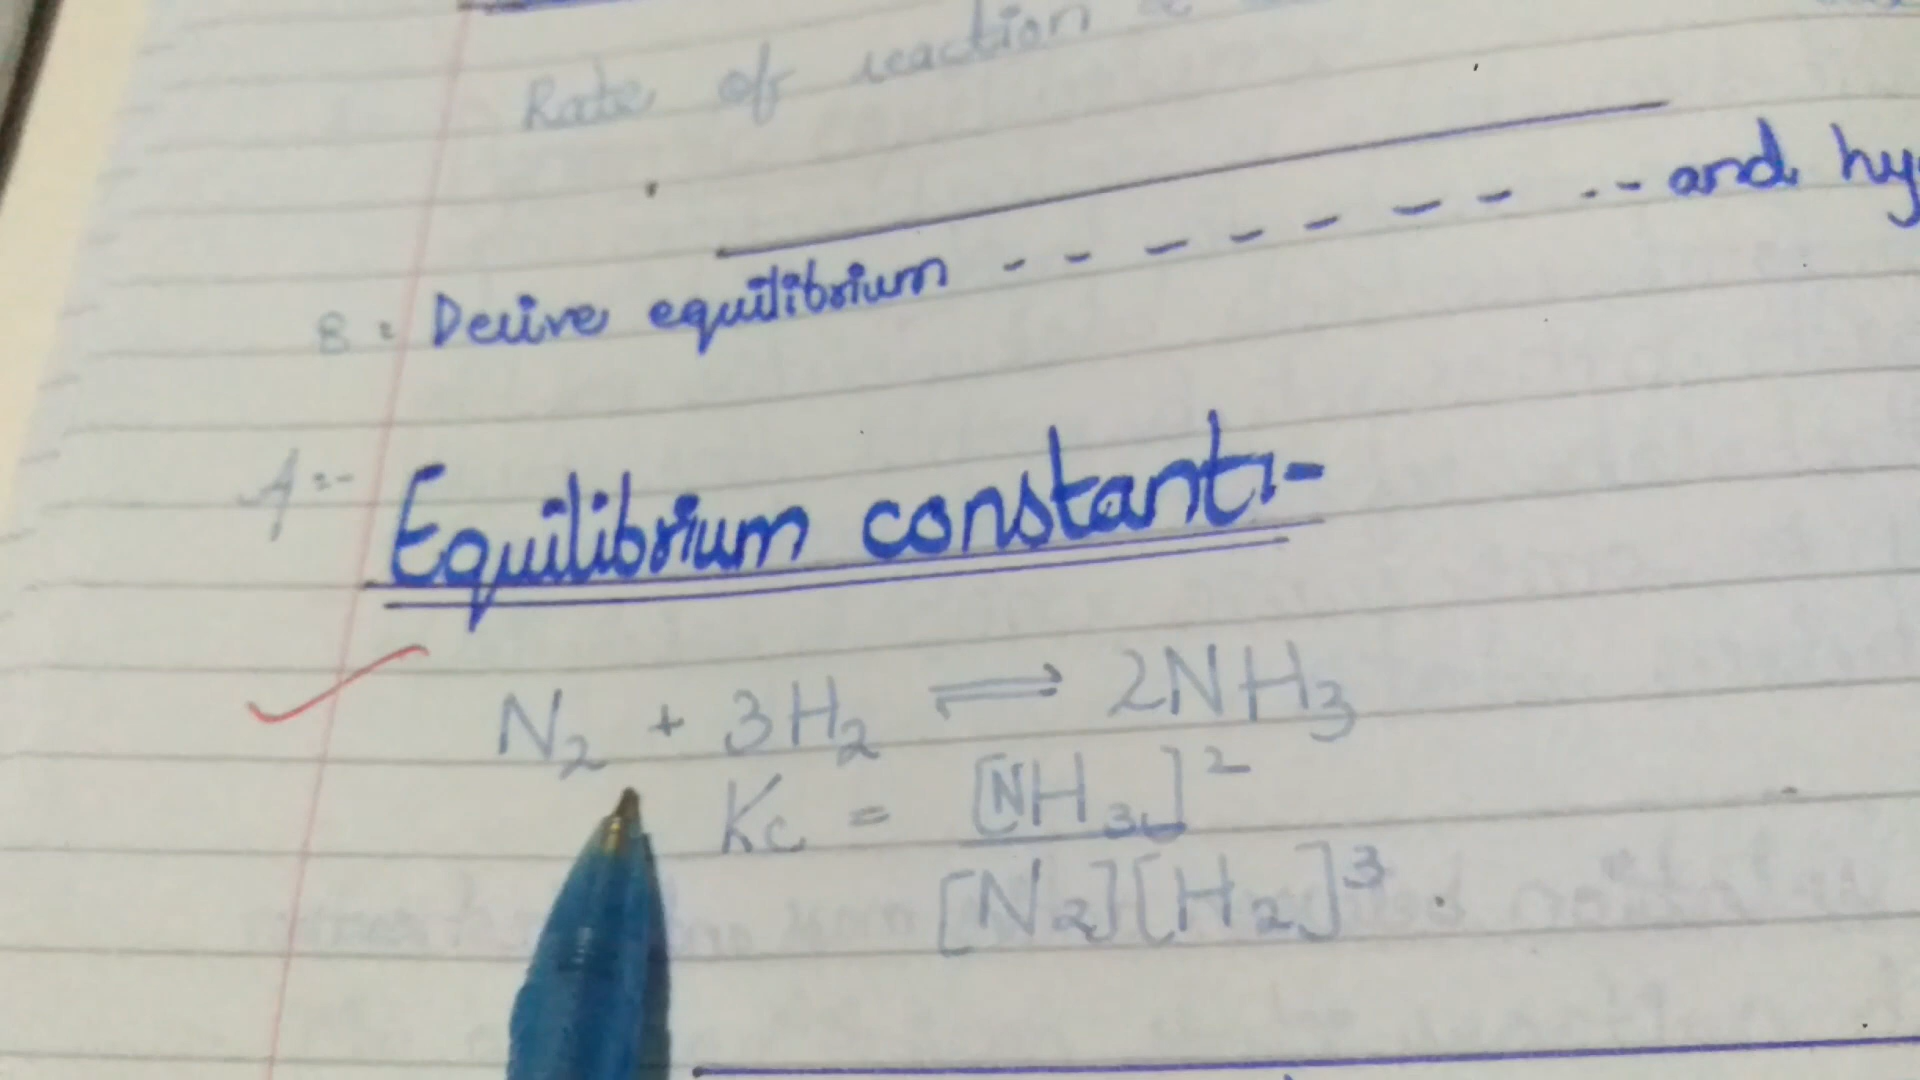 Rate of reaction
8 : Derive equilibrium - - - - - - - - - and hy
A:-
Equilibrium constant:-
N₂ + 3H₂ ⇌ 2NH₃
Kc = [NH₃]²
[N₂][H₂]³.